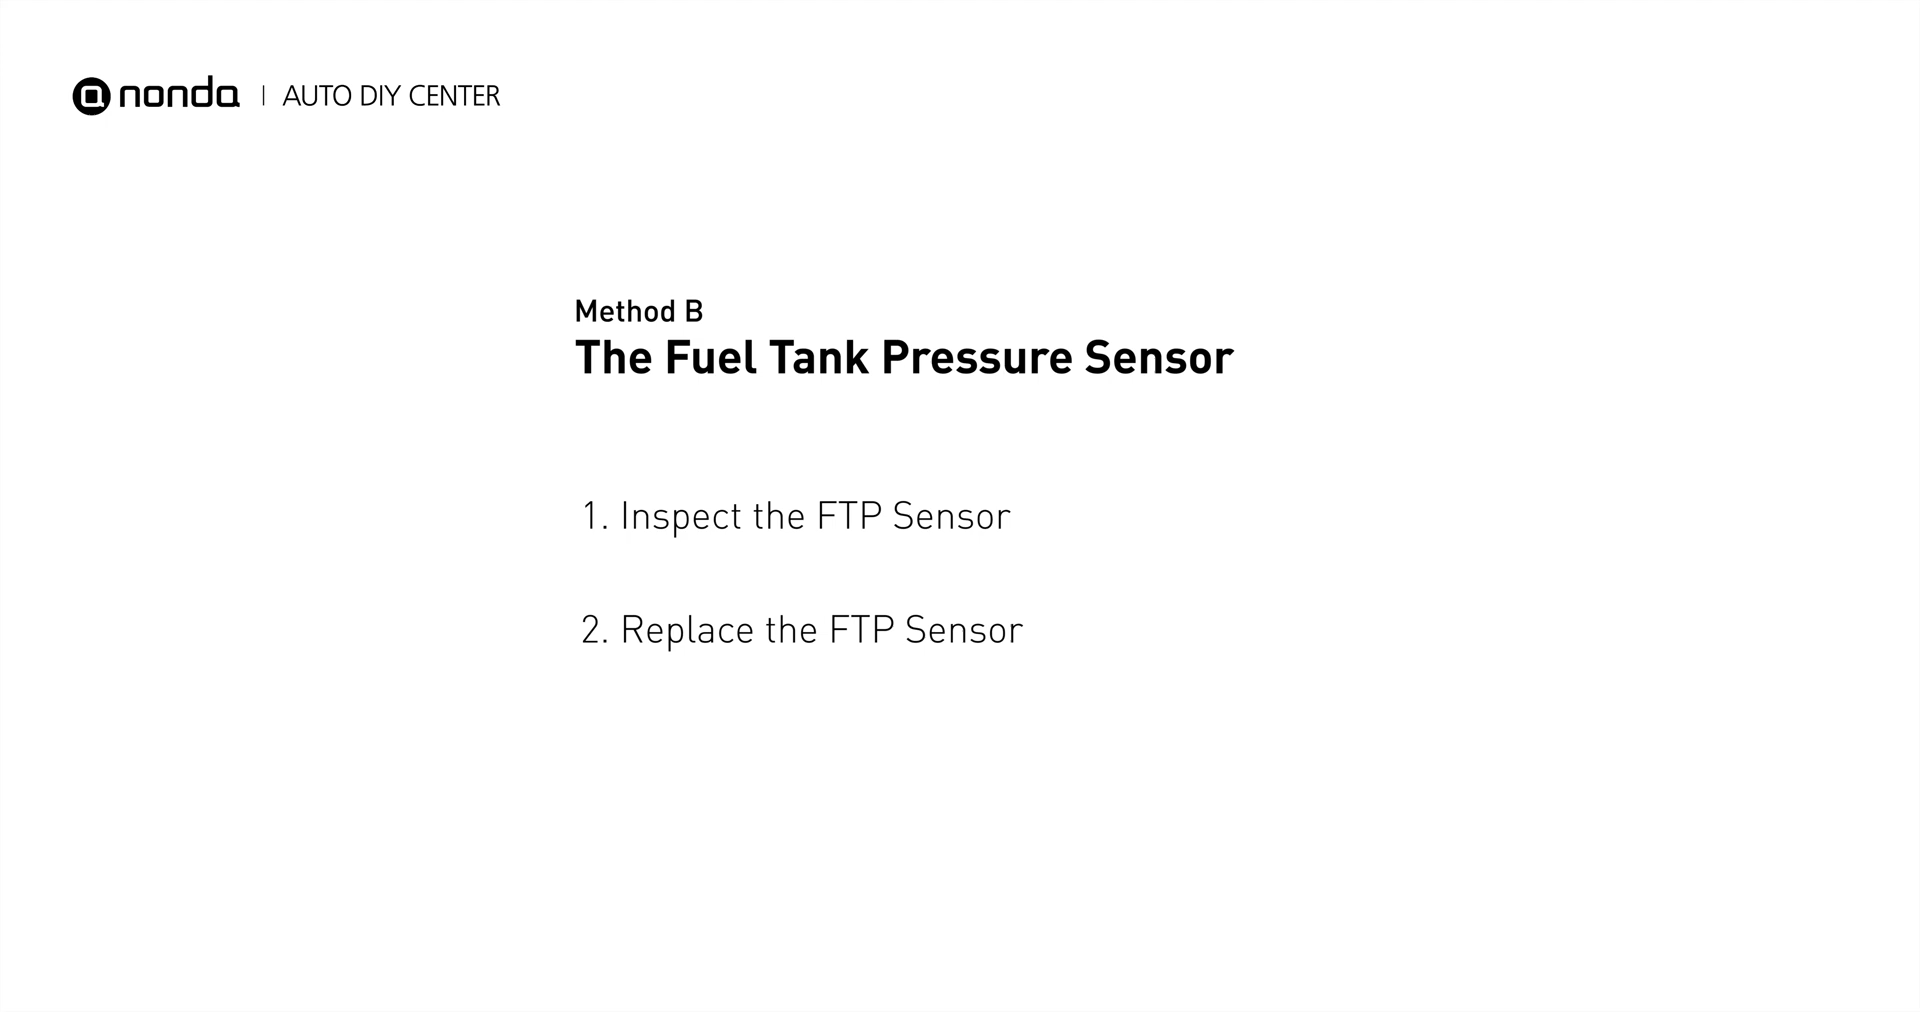 nonda | AUTO DIY CENTER
Method B
The Fuel Tank Pressure Sensor
1. Inspect the FTP Sensor
2. Replace the FTP Sensor